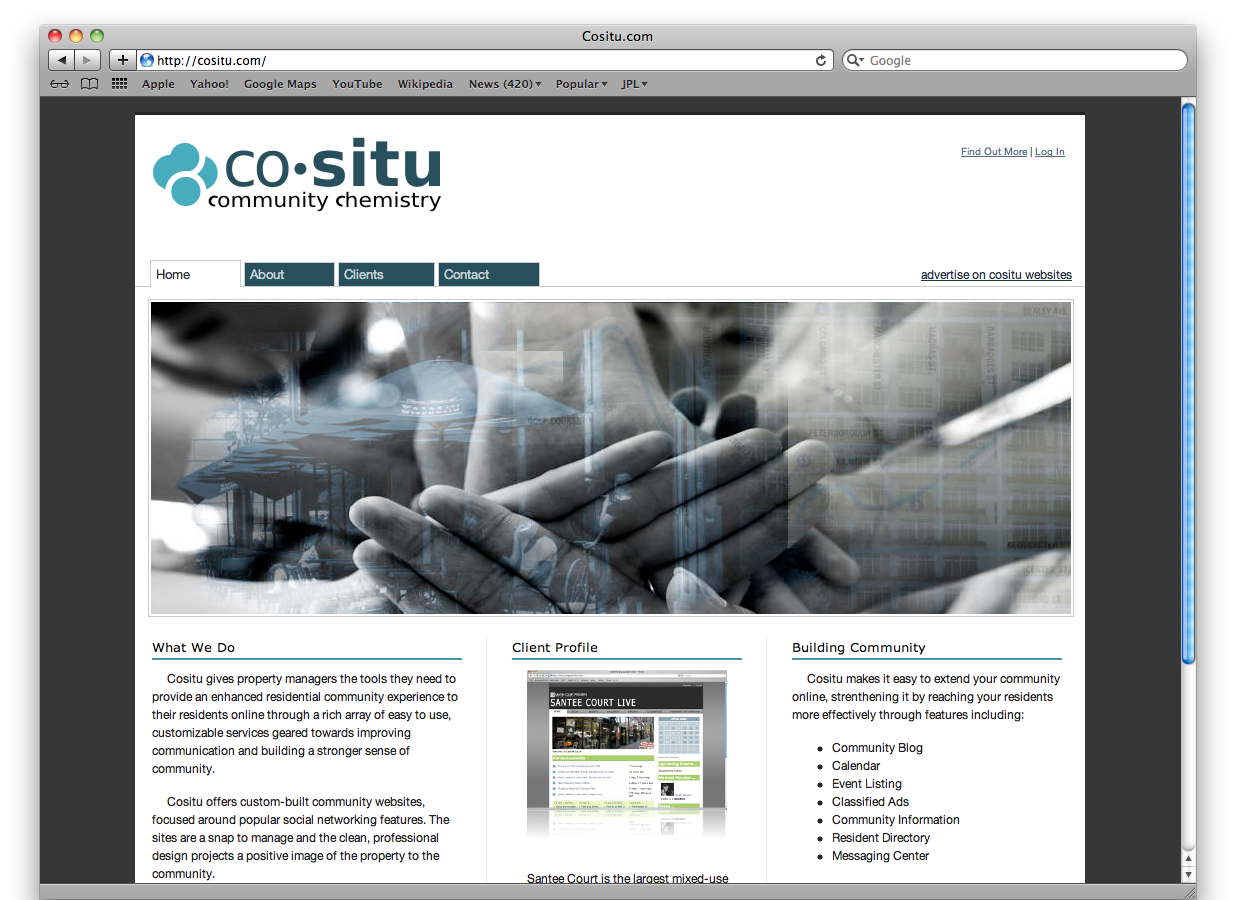 Cositu.com
http://cositu.com/
Google
Apple Yahoo! Google Maps YouTube Wikipedia News (420) Popular JPL
co·situ
community chemistry
Find Out More | Log In
Home About Clients Contact
advertise on cositu websites
BEALEY AVE
GOLF COURSE
PETERBOROUGH ST
What We Do
Cositu gives property managers the tools they need to
provide an enhanced residential community experience to
their residents online through a rich array of easy to use,
customizable services geared towards improving
communication and building a stronger sense of
community.
Cositu offers custom-built community websites,
focused around popular social networking features. The
sites are a snap to manage and the clean, professional
design projects a positive image of the property to the
community.
Client Profile
SANTEE COURT LIVE
Santee Court is the largest mixed-use
Building Community
Cositu makes it easy to extend your community
online, strenthening it by reaching your residents
more effectively through features including:
• Community Blog
• Calendar
• Event Listing
• Classified Ads
• Community Information
• Resident Directory
• Messaging Center